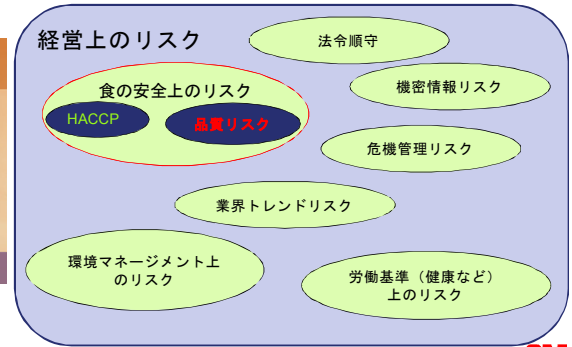 経営上のリスク
法令順守
食の安全上のリスク
機密情報リスク
HACCP
品質リスク
危機管理リスク
業界トレンドリスク
環境マネージメント上
のリスク
労働基準（健康など）
上のリスク